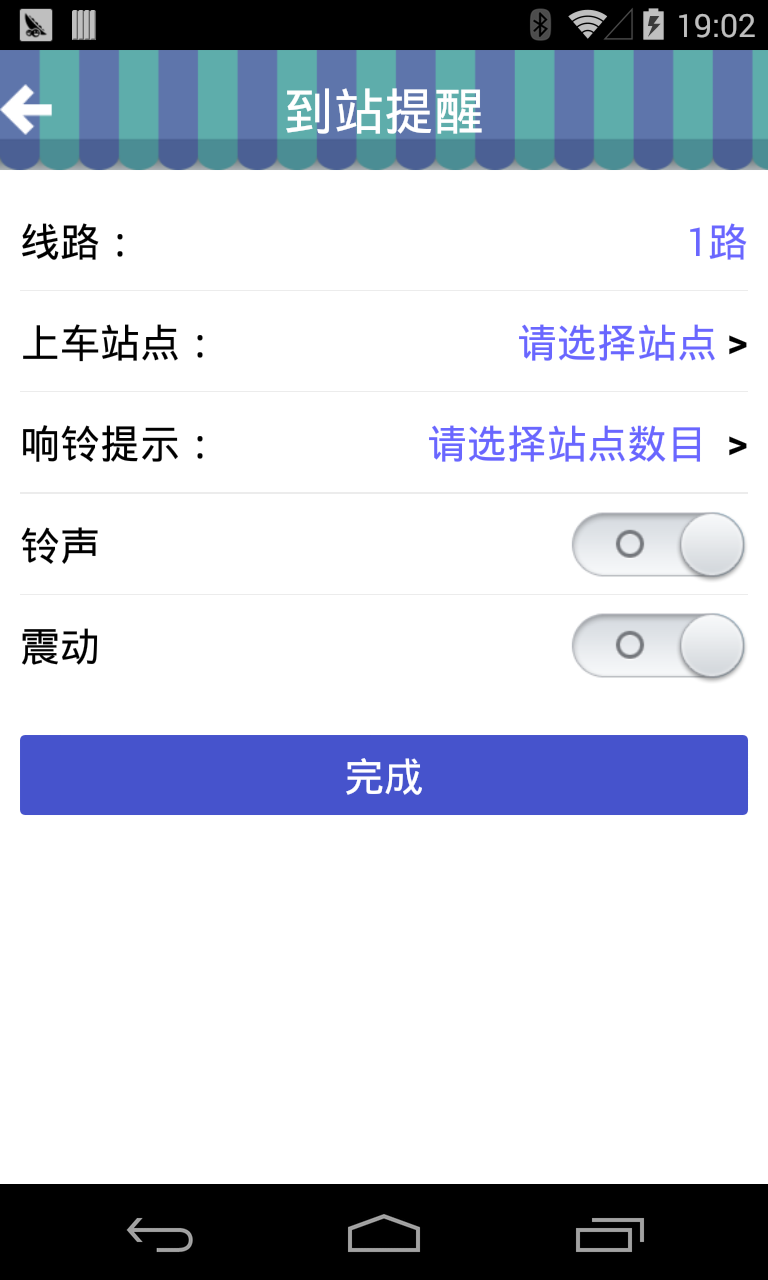 19:02
到站提醒
线路：
1路
上车站点：
请选择站点 >
响铃提示：
请选择站点数目 >
铃声
震动
完成